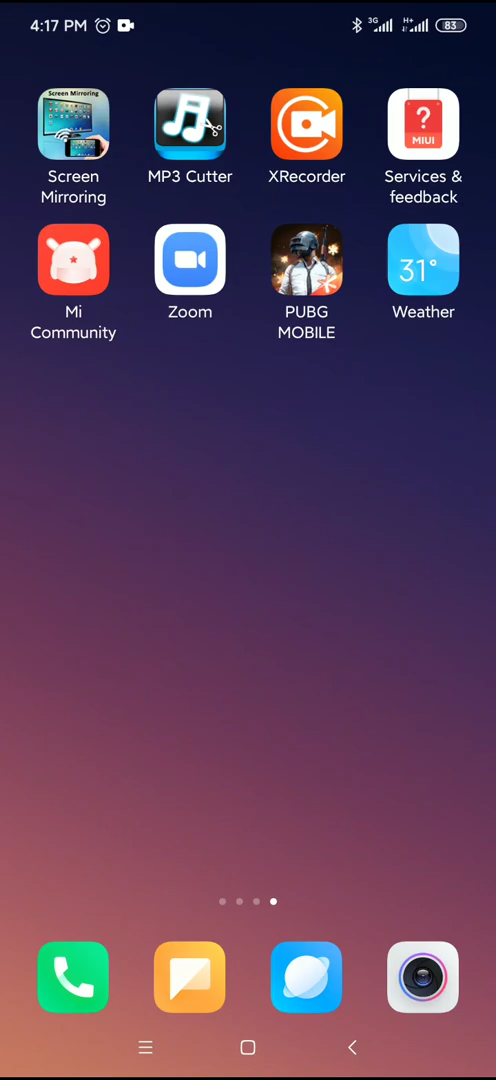 4:17 PM
3G
H+
83
Screen Mirroring
?
MIUI
31°
Screen
Mirroring
MP3 Cutter
XRecorder
Services &
feedback
Mi
Community
Zoom
PUBG
MOBILE
Weather